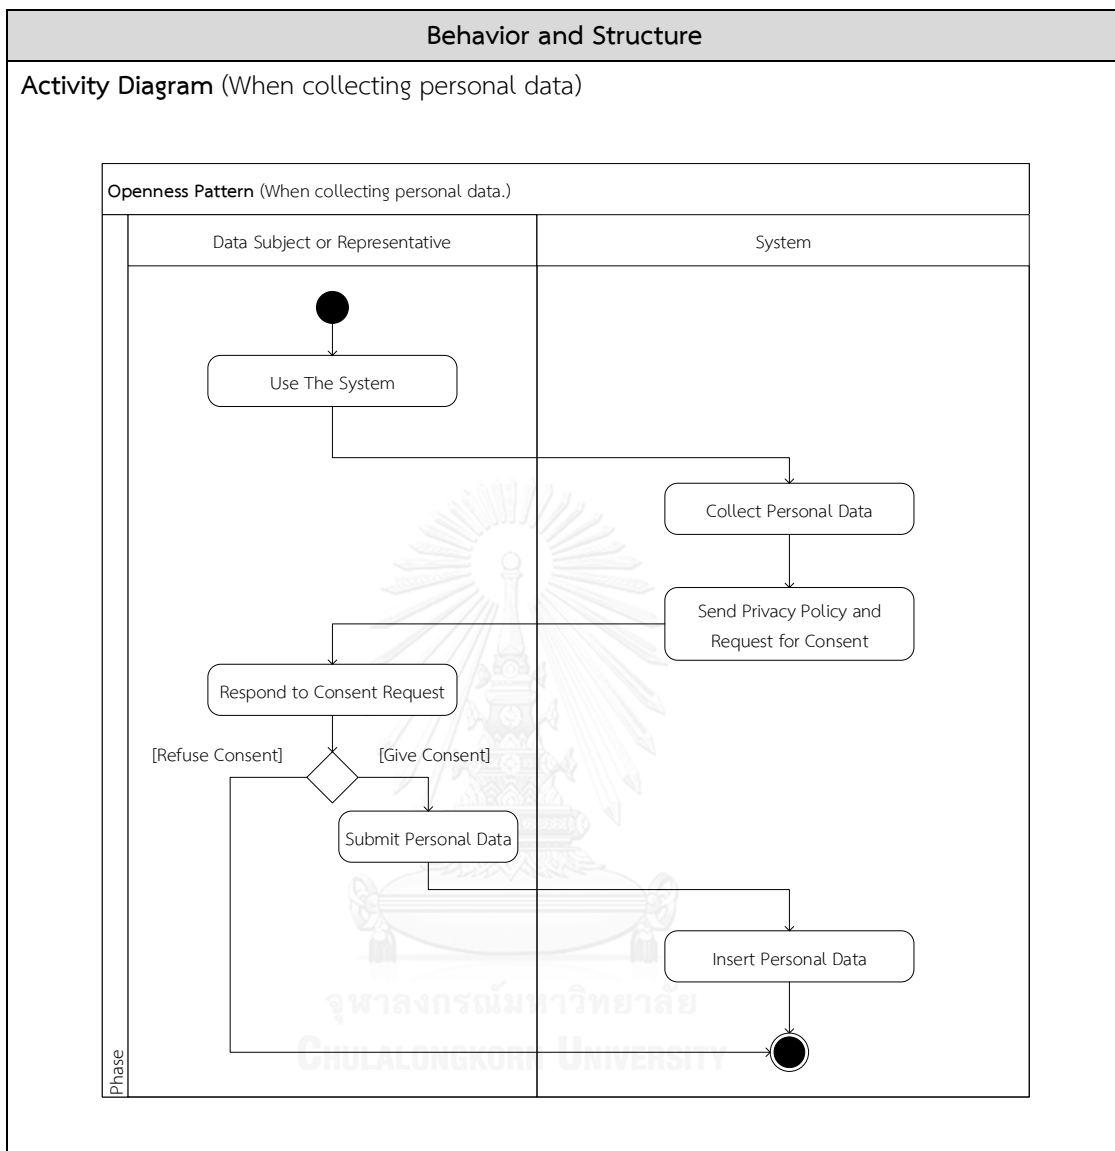 Behavior and Structure
Activity Diagram (When collecting personal data)
Openness Pattern (When collecting personal data.)
Data Subject or Representative
System
Use The System
Collect Personal Data
Send Privacy Policy and
Request for Consent
Respond to Consent Request
[Refuse Consent]
[Give Consent]
Submit Personal Data
Insert Personal Data
จุฬาลงกรณ์มหาวิทยาลัย
CHULALONGKORN UNIVERSITY
Phase